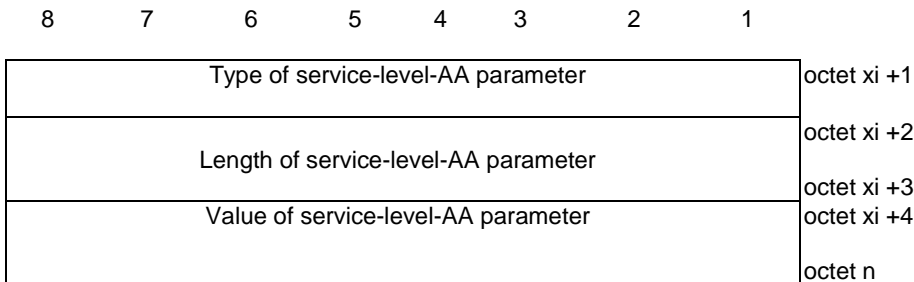 8 7 6 5 4 3 2 1
Type of service-level-AA parameter octet xi +1
octet xi +2
Length of service-level-AA parameter
octet xi +3
Value of service-level-AA parameter octet xi +4
octet n